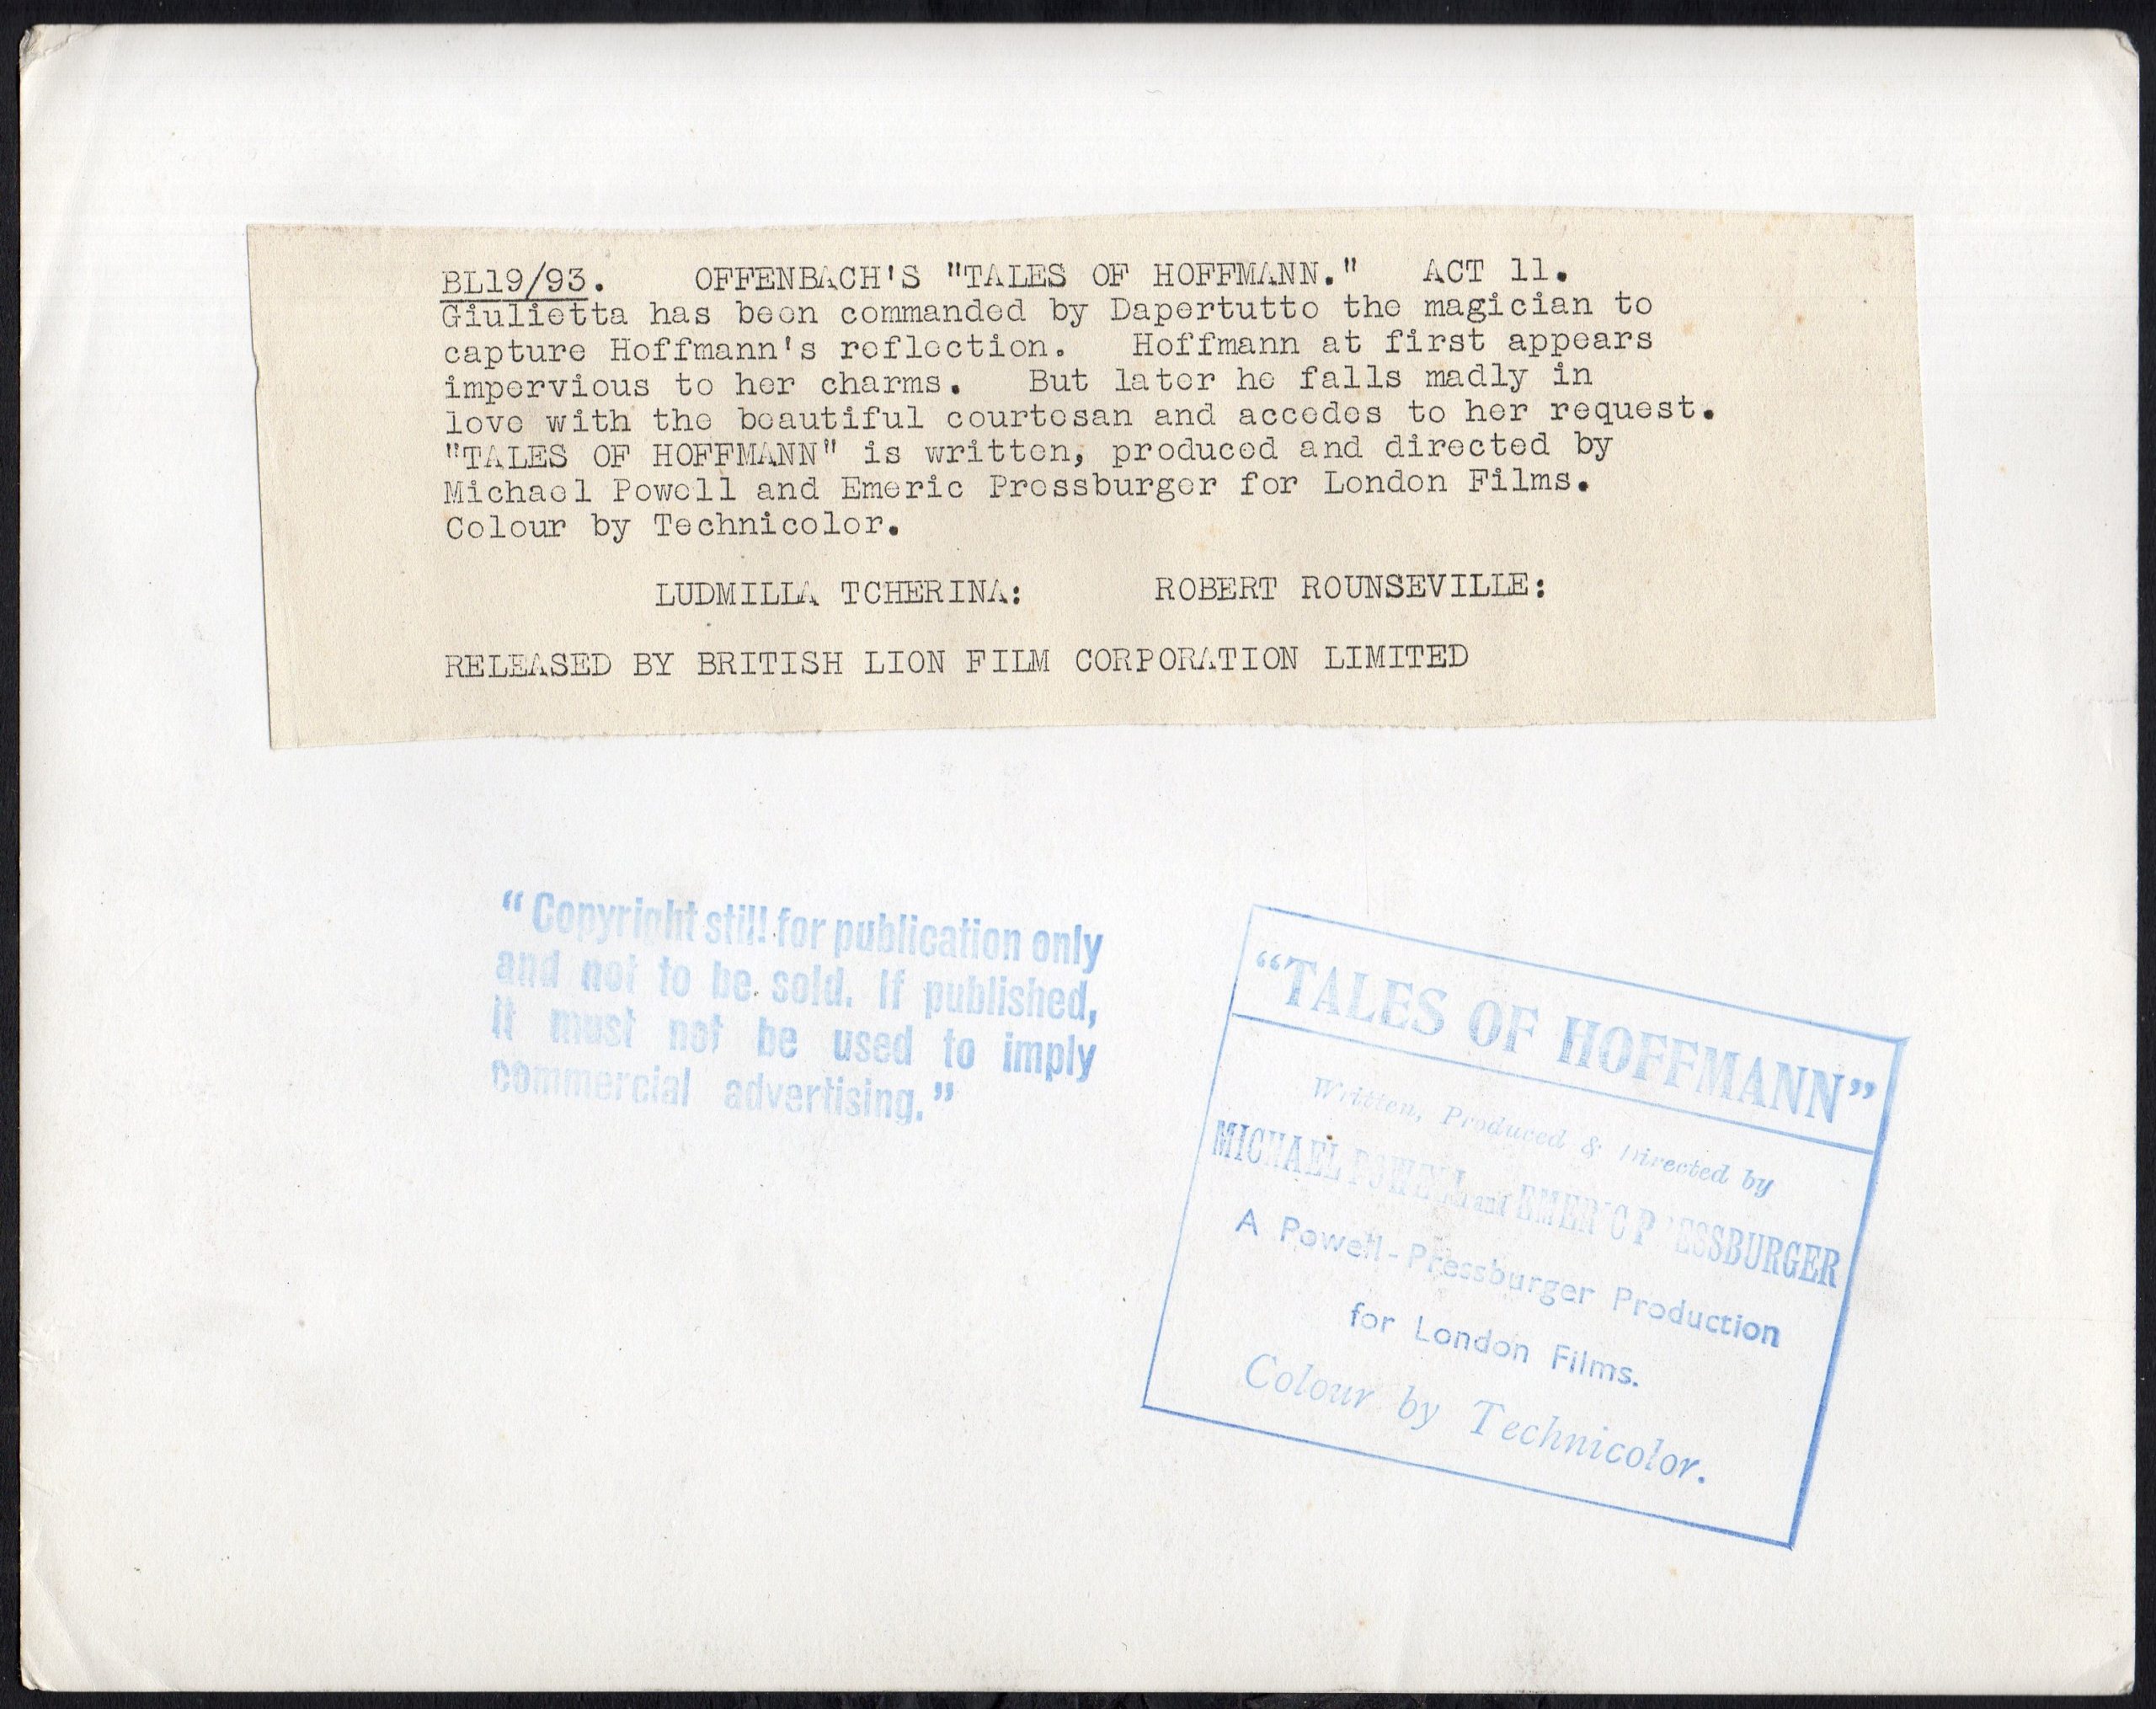 BL19/93. OFFENBACH'S "TALES OF HOFFMANN." ACT 11.
Giulietta has been commanded by Dapertutto the magician to
capture Hoffmann's reflection. Hoffmann at first appears
impervious to her charms. But later he falls madly in
love with the beautiful courtesan and accedes to her request.
"TALES OF HOFFMANN" is written, produced and directed by
Michael Powell and Emeric Pressburger for London Films.
Colour by Technicolor.
LUDMILLA TCHERINA: ROBERT ROUNSEVILLE:
RELEASED BY BRITISH LION FILM CORPORATION LIMITED
“Copyright still for publication only
and not to be sold. If published,
it must not be used to imply
commercial advertising.”
“TALES OF HOFFMANN”
Written, Produced & Directed by
MICHAEL POWELL and EMERIC PRESSBURGER
A Powell-Pressburger Production
for London Films.
Colour by Technicolor.